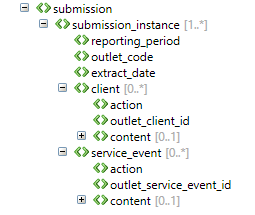 submission
submission_instance [1..*]
reporting_period
outlet_code
extract_date
client [0..*]
action
outlet_client_id
content [0..1]
service_event [0..*]
action
outlet_service_event_id
content [0..1]